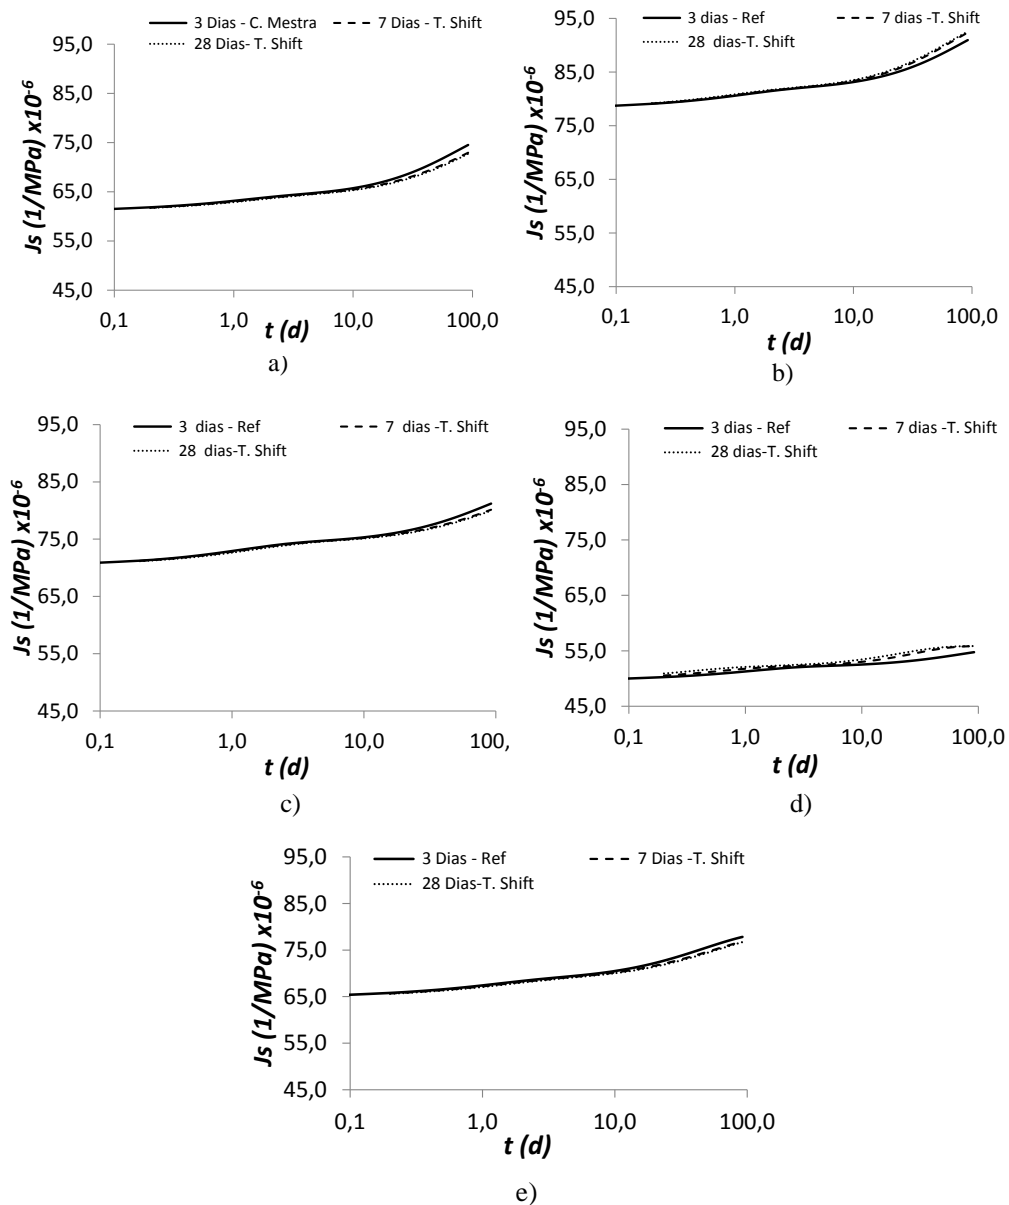 3 Dias - C. Mestra
7 Dias - T. Shift
28 Dias- T. Shift
95,0
85,0
75,0
65,0
55,0
45,0
Js (1/MPa) x10-6
0,1
1,0
10,0
100,0
t (d)
a)
3 dias - Ref
7 dias -T. Shift
28 dias-T. Shift
95,0
85,0
75,0
65,0
55,0
45,0
Js (1/MPa) x10-6
0,1
1,0
10,0
100,0
t (d)
b)
3 dias - Ref
7 dias -T. Shift
28 dias-T. Shift
95,0
85,0
75,0
65,0
55,0
45,0
Js (1/MPa) x10-6
0,1
1,0
10,0
100,
t (d)
c)
3 dias - Ref
7 dias -T. Shift
28 dias-T. Shift
95,0
85,0
75,0
65,0
55,0
45,0
Js (1/MPa) x10-6
0,1
1,0
10,0
100,0
t (d)
d)
3 Dias - Ref
7 Dias -T. Shift
28 Dias-T. Shift
95,0
85,0
75,0
65,0
55,0
45,0
Js (1/MPa) x10-6
0,1
1,0
10,0
100,0
t (d)
e)